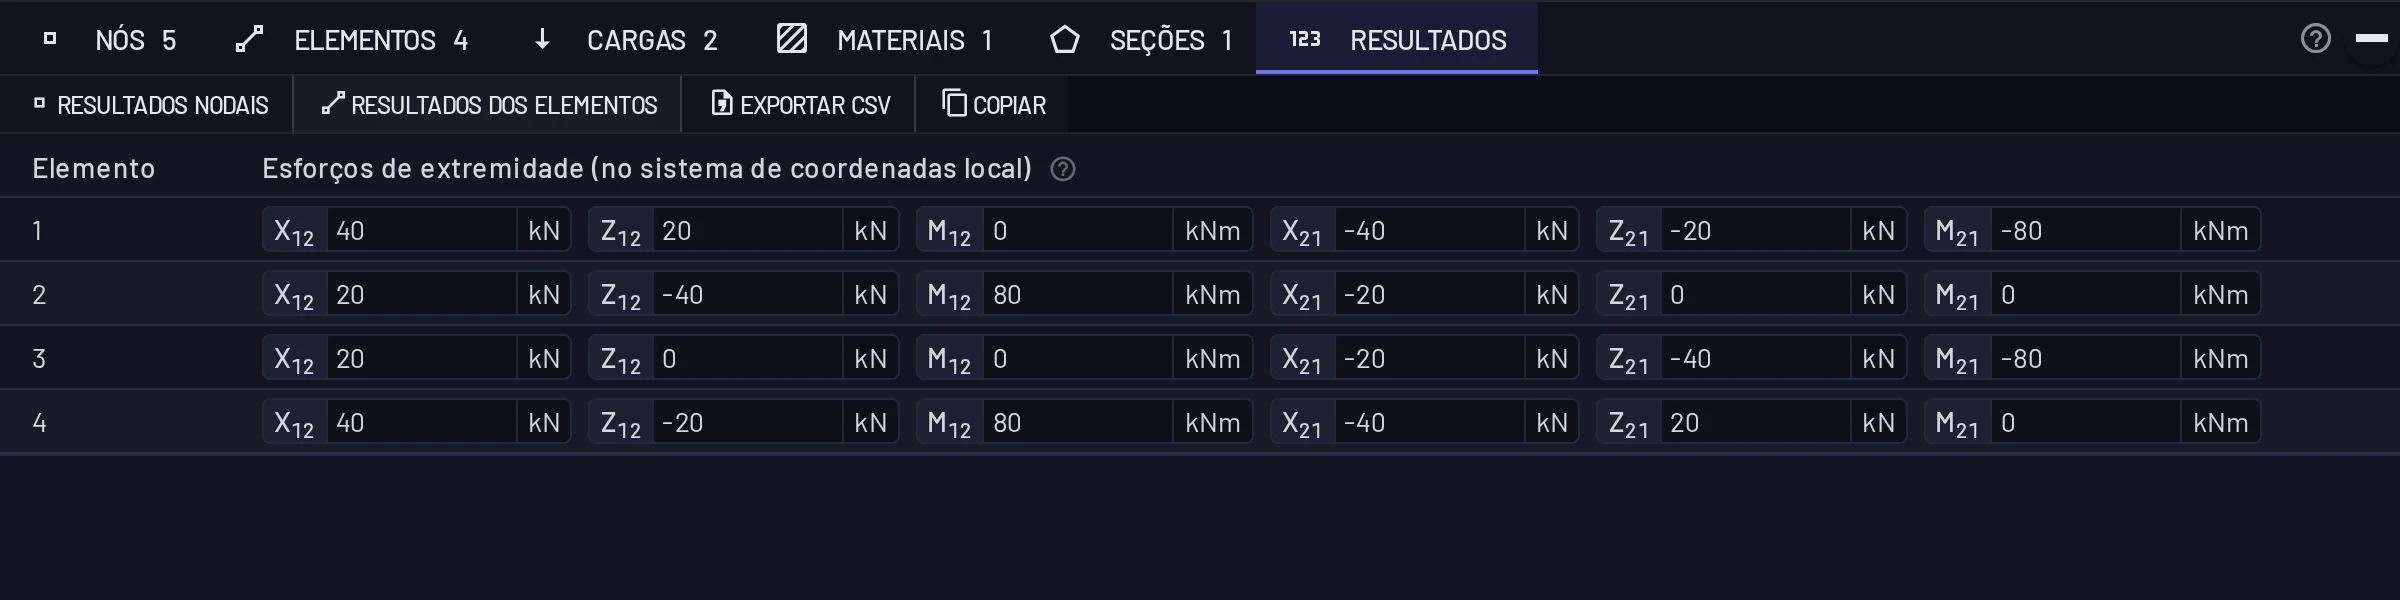 NÓS 5 ELEMENTOS 4 CARGAS 2 MATERIAIS 1 SEÇÕES 1 123 RESULTADOS ?
RESULTADOS NODAIS RESULTADOS DOS ELEMENTOS EXPORTAR CSV COPIAR
Elemento Esforços de extremidade (no sistema de coordenadas local) ?
1 X₁₂ 40 kN Z₁₂ 20 kN M₁₂ 0 kNm X₂₁ -40 kN Z₂₁ -20 kN M₂₁ -80 kNm
2 X₁₂ 20 kN Z₁₂ -40 kN M₁₂ 80 kNm X₂₁ -20 kN Z₂₁ 0 kN M₂₁ 0 kNm
3 X₁₂ 20 kN Z₁₂ 0 kN M₁₂ 0 kNm X₂₁ -20 kN Z₂₁ -40 kN M₂₁ -80 kNm
4 X₁₂ 40 kN Z₁₂ -20 kN M₁₂ 80 kNm X₂₁ -40 kN Z₂₁ 20 kN M₂₁ 0 kNm